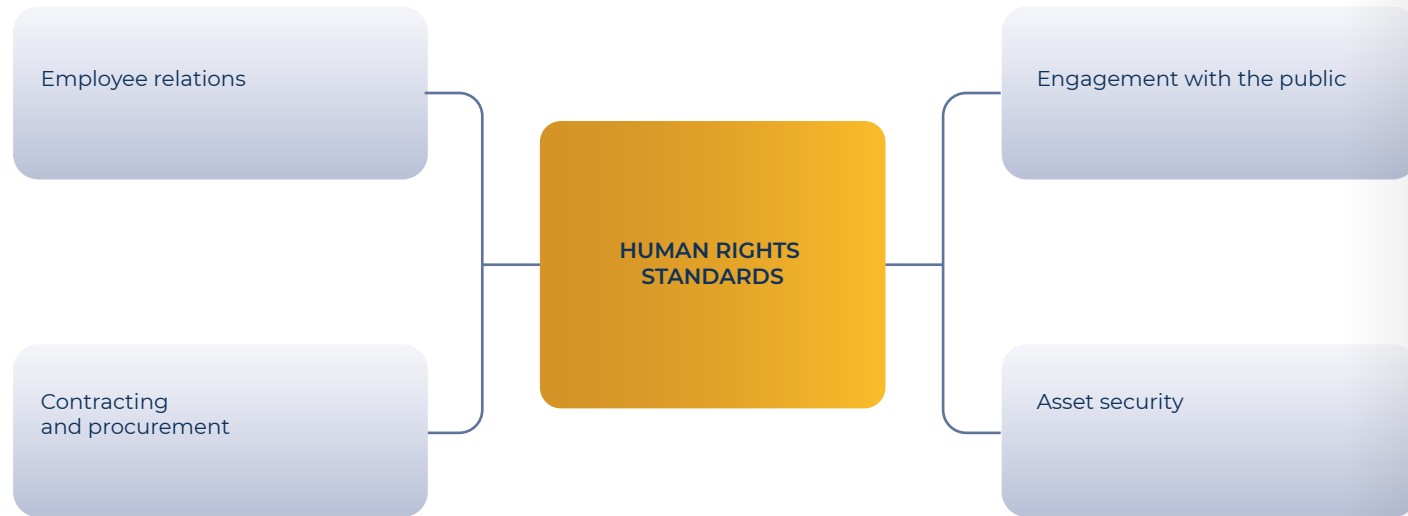 Employee relations
Engagement with the public
HUMAN RIGHTS
STANDARDS
Contracting
and procurement
Asset security